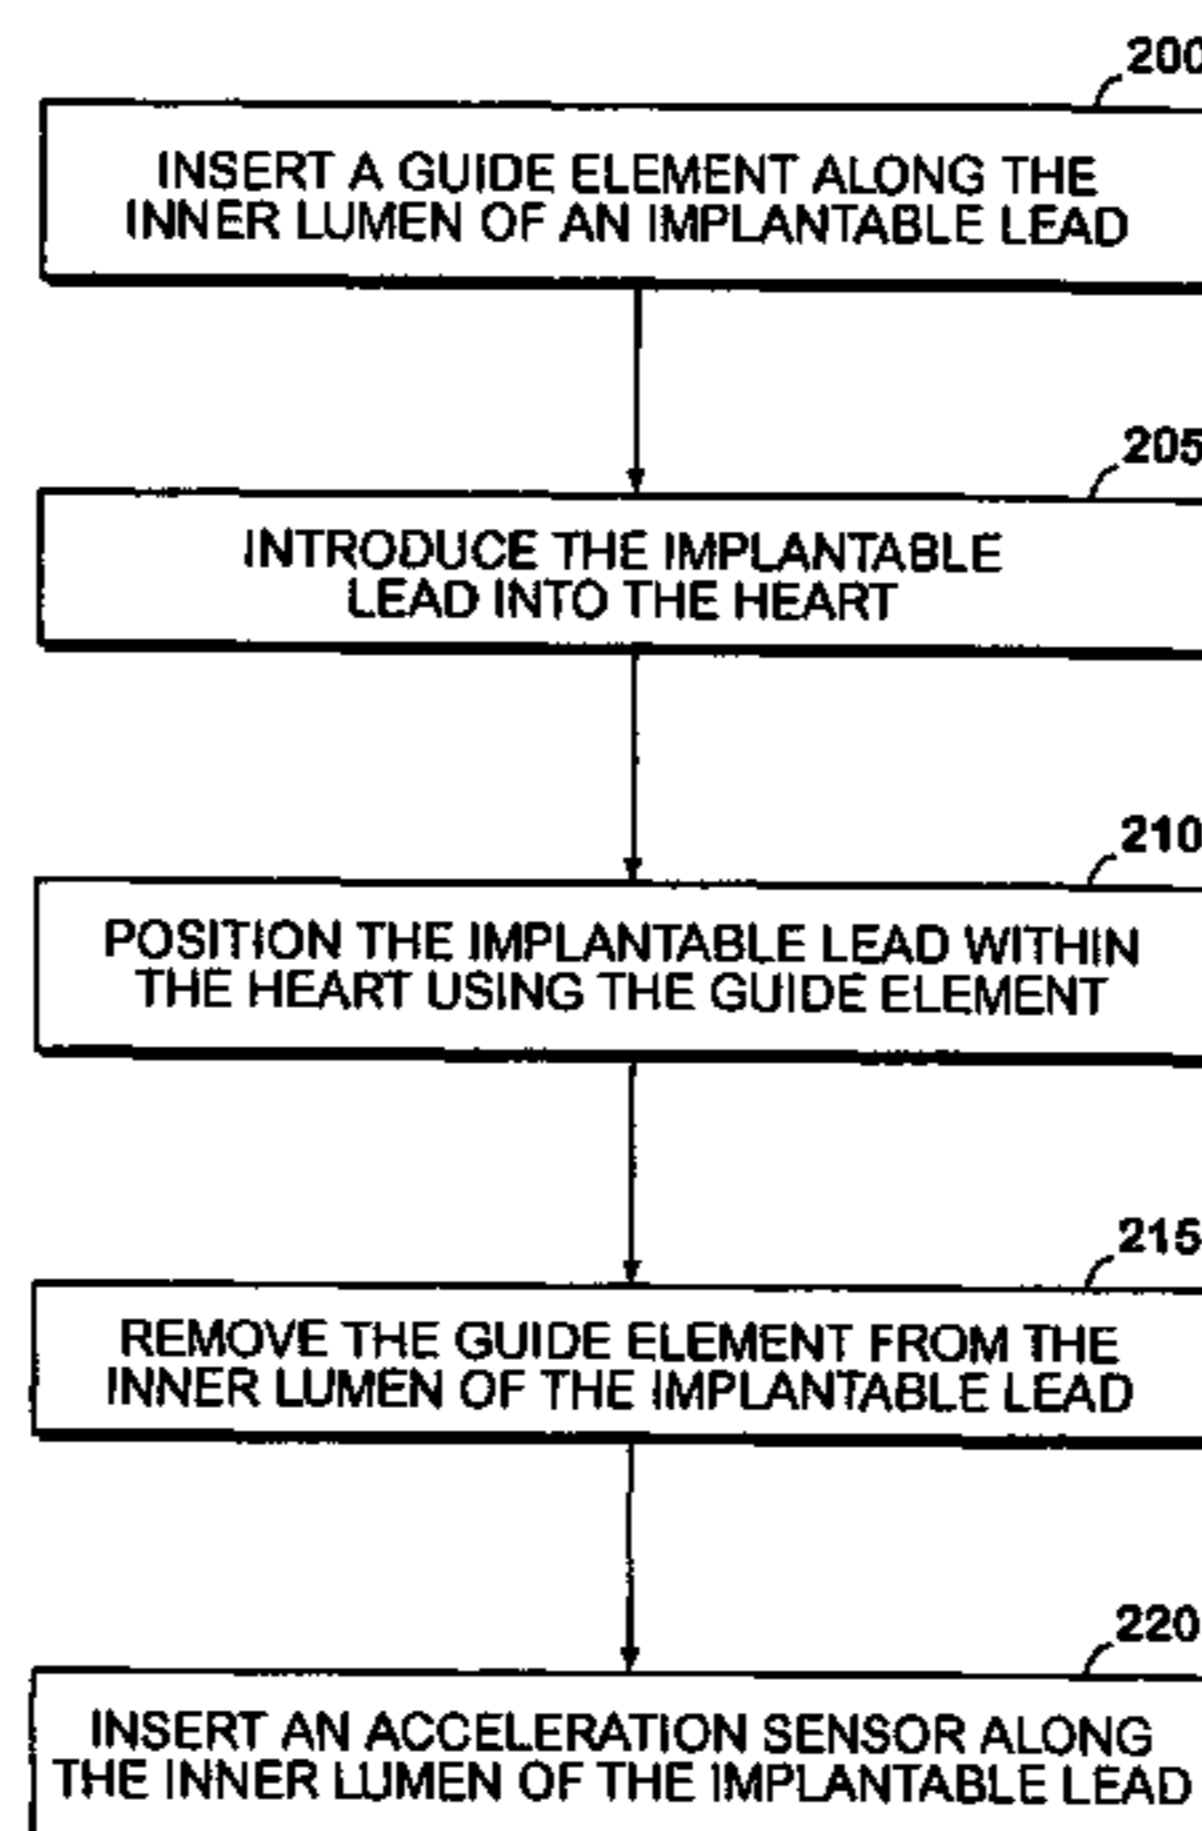 200
INSERT A GUIDE ELEMENT ALONG THE
INNER LUMEN OF AN IMPLANTABLE LEAD
205
INTRODUCE THE IMPLANTABLE
LEAD INTO THE HEART
210
POSITION THE IMPLANTABLE LEAD WITHIN
THE HEART USING THE GUIDE ELEMENT
215
REMOVE THE GUIDE ELEMENT FROM THE
INNER LUMEN OF THE IMPLANTABLE LEAD
220
INSERT AN ACCELERATION SENSOR ALONG
THE INNER LUMEN OF THE IMPLANTABLE LEAD